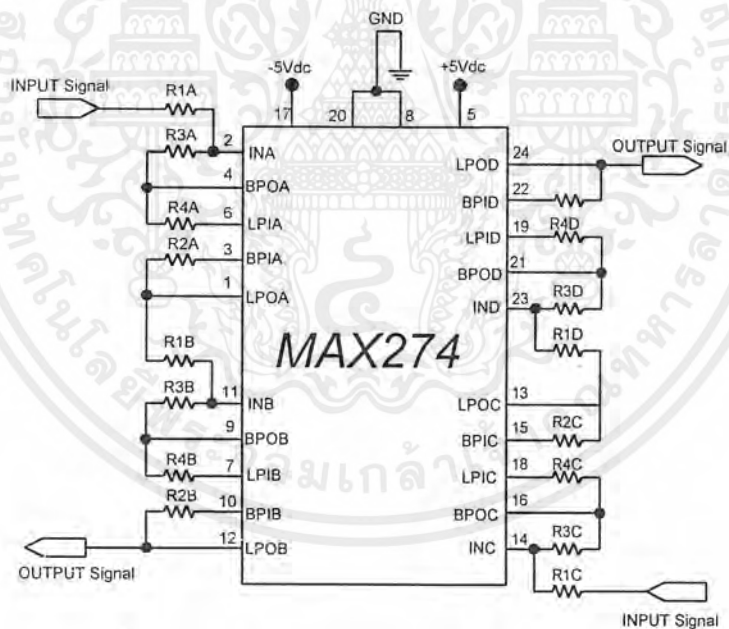 GND
-5Vdc
+5Vdc
INPUT Signal
R1A
17
20
8
5
R3A
2
INA
LPOD
24
OUTPUT Signal
4
BPOA
BPID
22
R4A
6
LPIA
LPID
19
R4D
R2A
3
BPIA
BPOD
21
1
LPOA
IND
23
R3D
R1D
MAX274
R1B
R3B
11
INB
LPOC
13
9
BPOB
BPIC
15
R2C
R4B
7
LPIB
LPIC
18
R4C
R2B
10
BPIB
BPOC
16
12
LPOB
INC
14
R3C
OUTPUT Signal
R1C
INPUT Signal